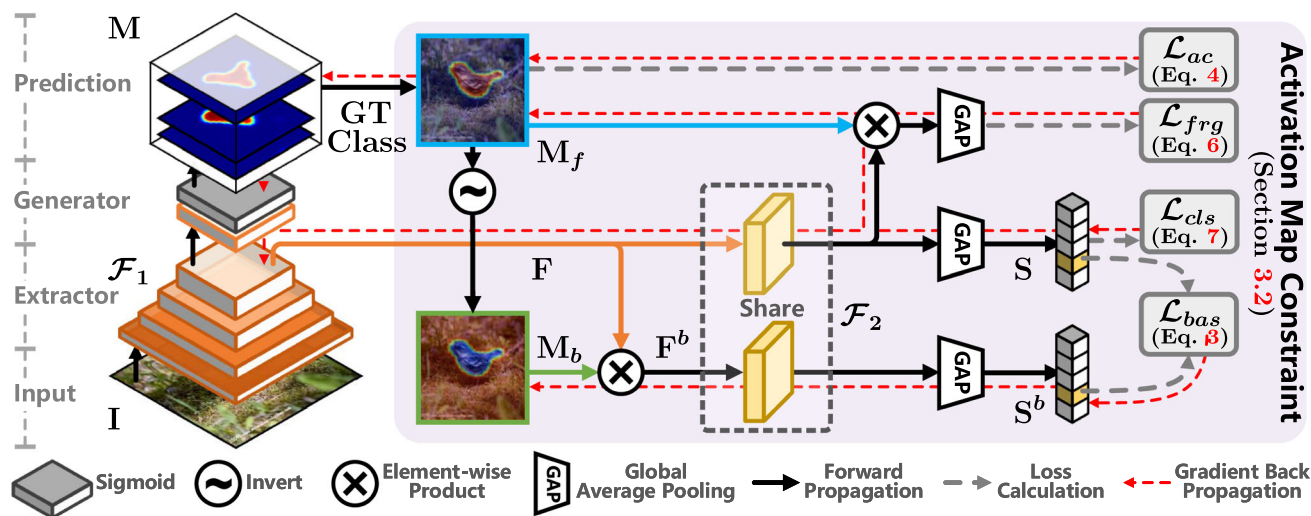 M
Prediction
GT
Class
M_f
GAP
L_ac
(Eq. 4)
L_frg
(Eq. 6)
Generator
F_1
Extractor
F
Share
F_2
GAP
S
L_cls
(Eq. 7)
L_bas
(Eq. 3)
Activation Map Constraint
(Section 3.2)
Input
I
M_b
F^b
GAP
S^b
Sigmoid
Invert
Element-wise
Product
GAP
Global
Average Pooling
Forward
Propagation
Loss
Calculation
Gradient Back
Propagation